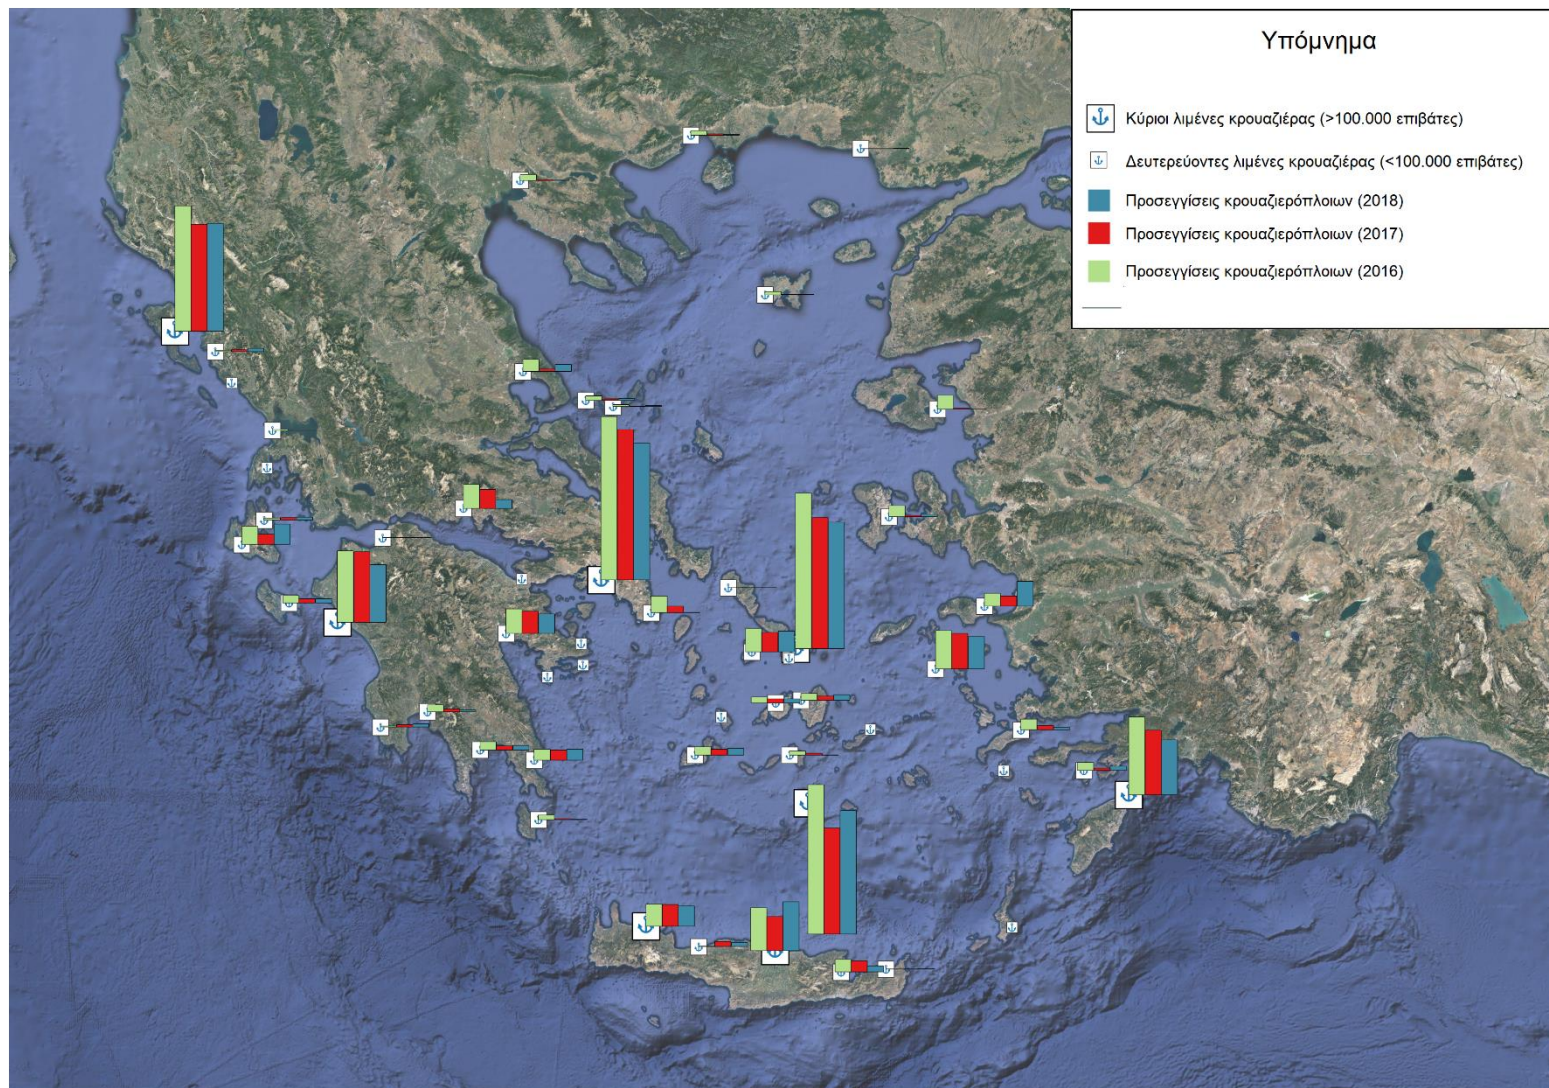 Υπόμνημα
Κύριοι λιμένες κρουαζιέρας (>100.000 επιβάτες)
Δευτερεύοντες λιμένες κρουαζιέρας (<100.000 επιβάτες)
Προσεγγίσεις κρουαζιερόπλοιων (2018)
Προσεγγίσεις κρουαζιερόπλοιων (2017)
Προσεγγίσεις κρουαζιερόπλοιων (2016)